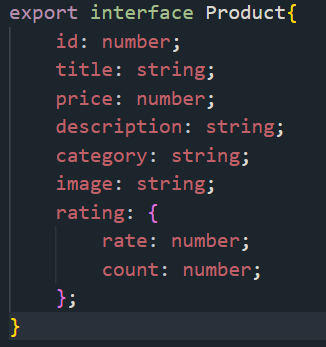 export interface Product{
    id: number;
    title: string;
    price: number;
    description: string;
    category: string;
    image: string;
    rating: {
        rate: number;
        count: number;
    };
}